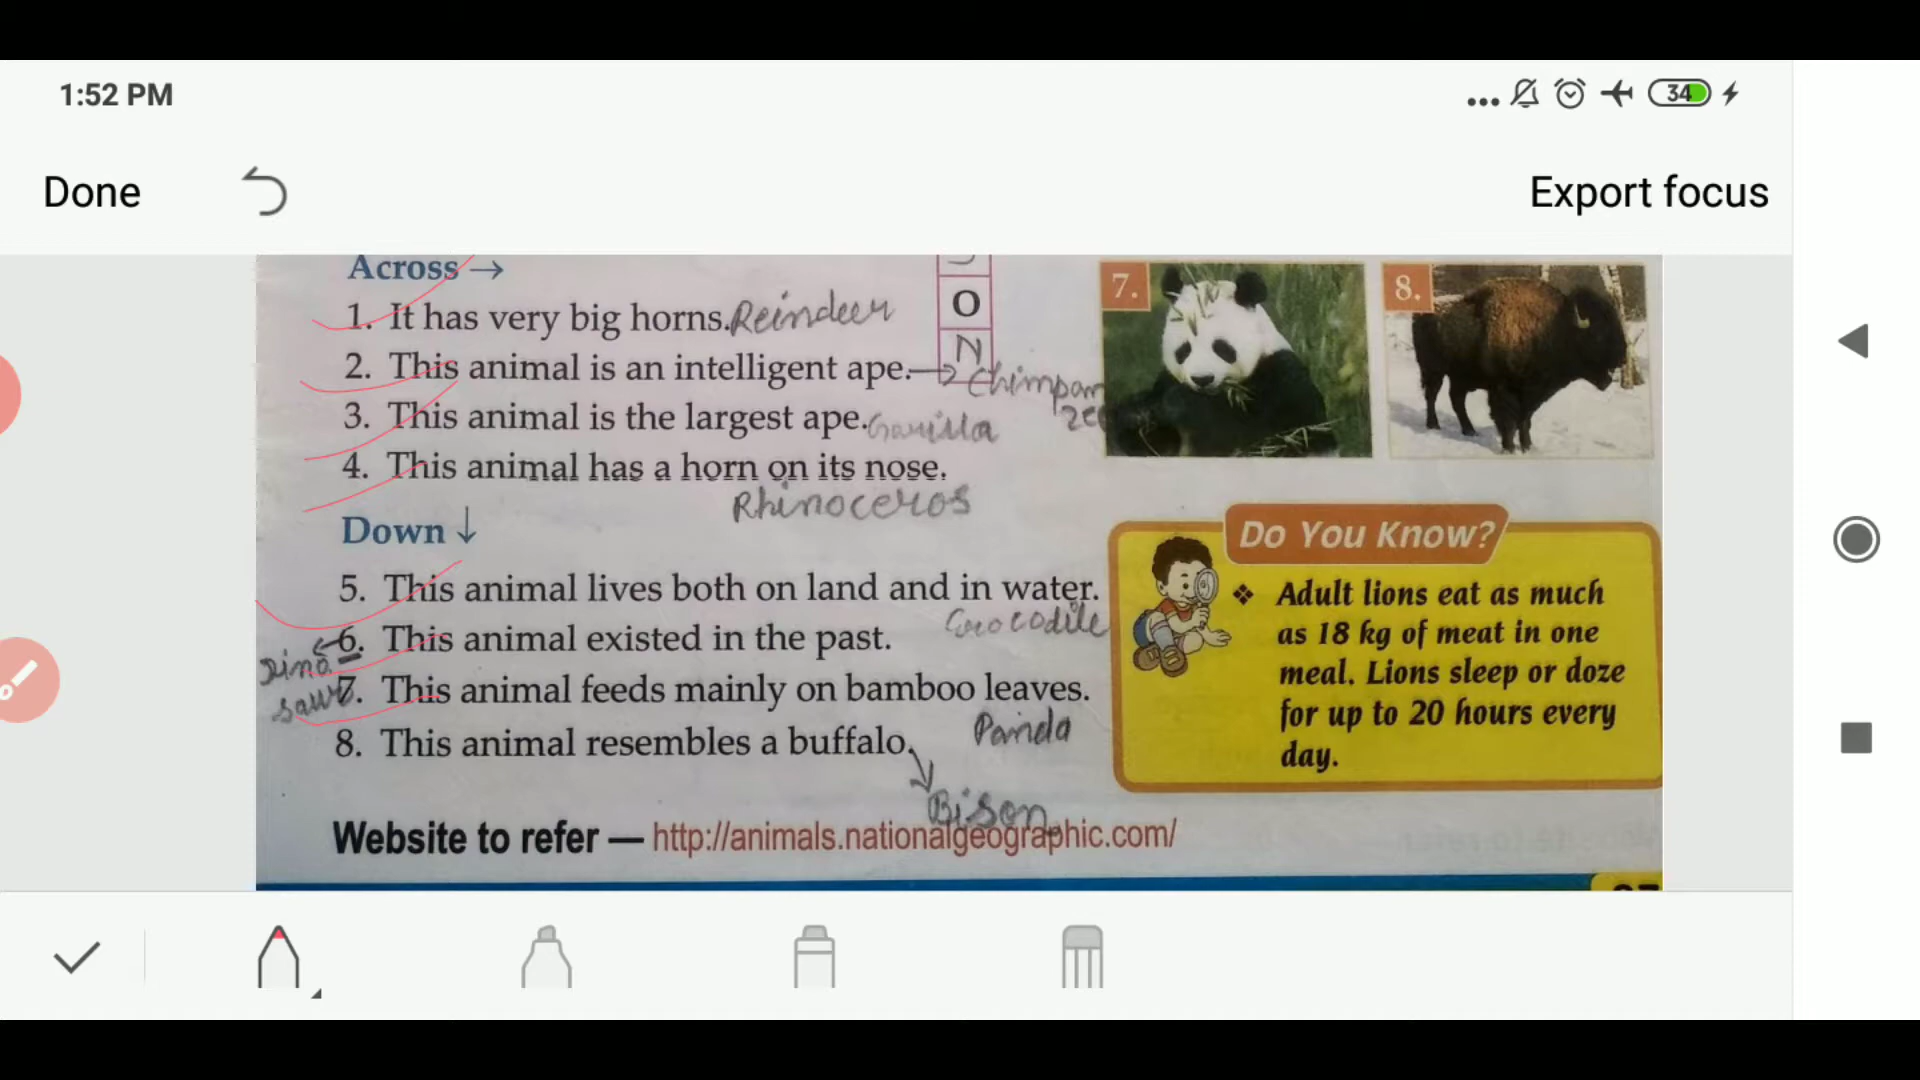 1:52 PM
34
Done
Export focus
Across →
1. It has very big horns. Reindeer
2. This animal is an intelligent ape. → Chimpan
zee
3. This animal is the largest ape. Gorilla
4. This animal has a horn on its nose.
Rhinoceros
O
N
7.
8.
Down ↓
5. This animal lives both on land and in water.
Crocodile
6. This animal existed in the past.
Dino
saur
7. This animal feeds mainly on bamboo leaves.
Panda
8. This animal resembles a buffalo.
Bison
Website to refer — http://animals.nationalgeographic.com/
Do You Know?
❖ Adult lions eat as much
as 18 kg of meat in one
meal. Lions sleep or doze
for up to 20 hours every
day.